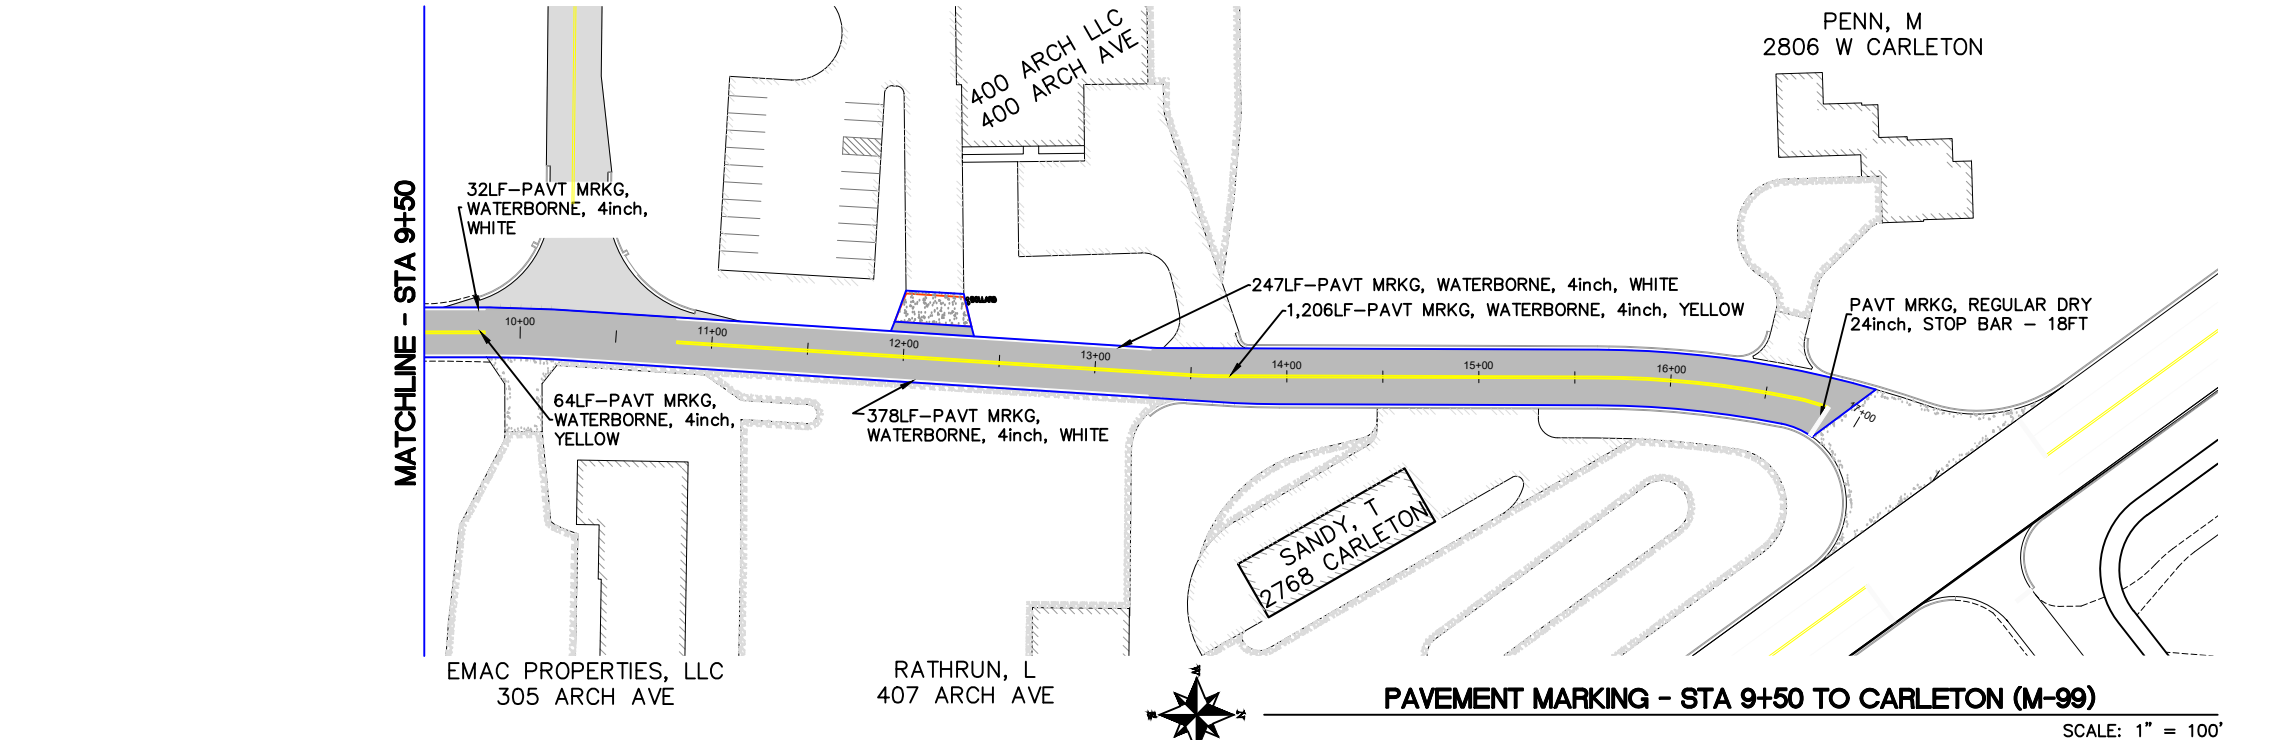 PENN, M
2806 W CARLETON
400 ARCH LLC
400 ARCH AVE
MATCHLINE - STA 9+50
32LF-PAVT MRKG,
WATERBORNE, 4inch,
WHITE
247LF-PAVT MRKG, WATERBORNE, 4inch, WHITE
1,206LF-PAVT MRKG, WATERBORNE, 4inch, YELLOW
PAVT MRKG, REGULAR DRY
24inch, STOP BAR - 18FT
10+00
11+00
12+00
13+00
14+00
15+00
16+00
17+00
64LF-PAVT MRKG,
WATERBORNE, 4inch,
YELLOW
378LF-PAVT MRKG,
WATERBORNE, 4inch, WHITE
SANDY, T
2768 CARLETON
EMAC PROPERTIES, LLC
305 ARCH AVE
RATHRUN, L
407 ARCH AVE
PAVEMENT MARKING - STA 9+50 TO CARLETON (M-99)
SCALE: 1" = 100'